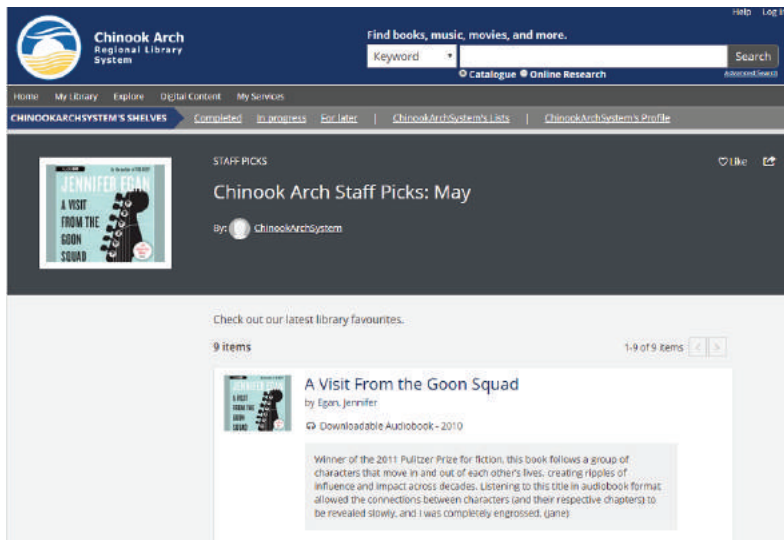 Help Log in
Chinook Arch
Regional Library
System
Find books, music, movies, and more.
Keyword
Search
Catalogue Online Research
Advanced Search
Home My Library Explore Digital Content My Services
CHINOOKARCHSYSTEM'S SHELVES Completed In progress For later | ChinookArchSystem's Lists | ChinookArchSystem's Profile
STAFF PICKS
Like
JENNIFER EGAN
A VISIT
FROM THE
GOON
SQUAD
Chinook Arch Staff Picks: May
By: ChinookArchSystem
Check out our latest library favourites.
9 items
1-9 of 9 items
JENNIFER EGAN
A VISIT
FROM THE
GOON
SQUAD
A Visit From the Goon Squad
by Egan, Jennifer
Downloadable Audiobook - 2010
Winner of the 2011 Pulitzer Prize for fiction, this book follows a group of
characters that move in and out of each other's lives, creating ripples of
influence and impact across decades. Listening to this title in audiobook format
allowed the connections between characters (and their respective chapters) to
be revealed slowly, and I was completely engrossed. (Jane)